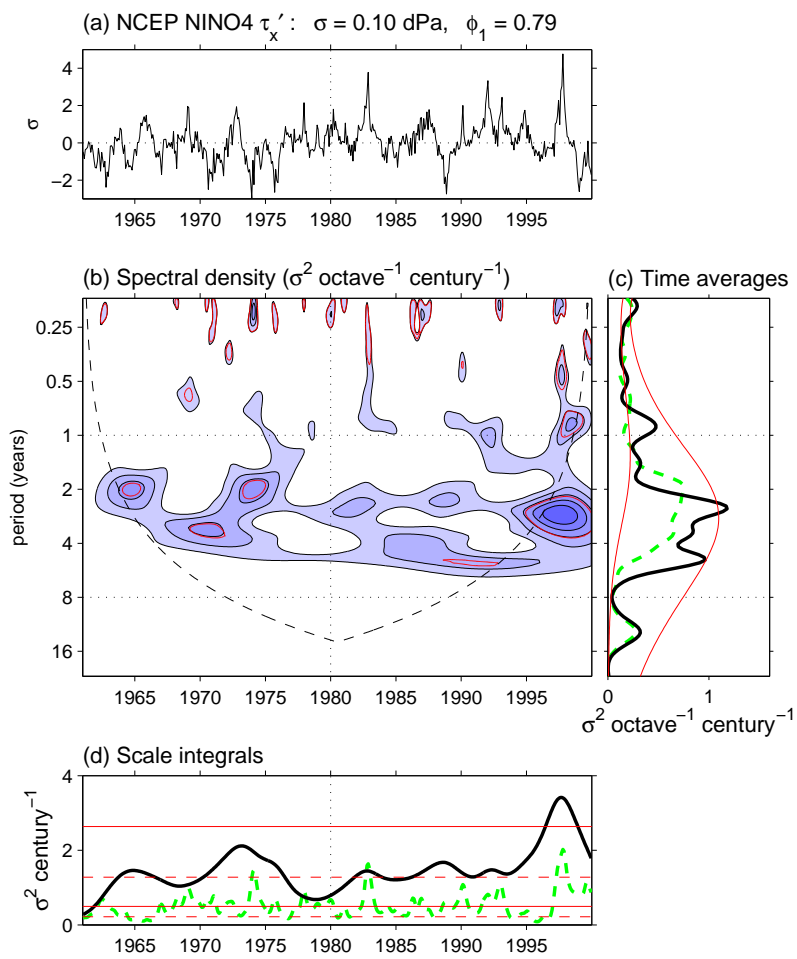 (a) NCEP NINO4 τₓ′ : σ = 0.10 dPa, ϕ₁ = 0.79
4
2
0
−2
σ
1965 1970 1975 1980 1985 1990 1995
(b) Spectral density (σ² octave⁻¹ century⁻¹)
(c) Time averages
0.25
0.5
1
2
4
8
16
period (years)
1965 1970 1975 1980 1985 1990 1995
0 1
σ² octave⁻¹ century⁻¹
(d) Scale integrals
4
2
0
σ² century⁻¹
1965 1970 1975 1980 1985 1990 1995